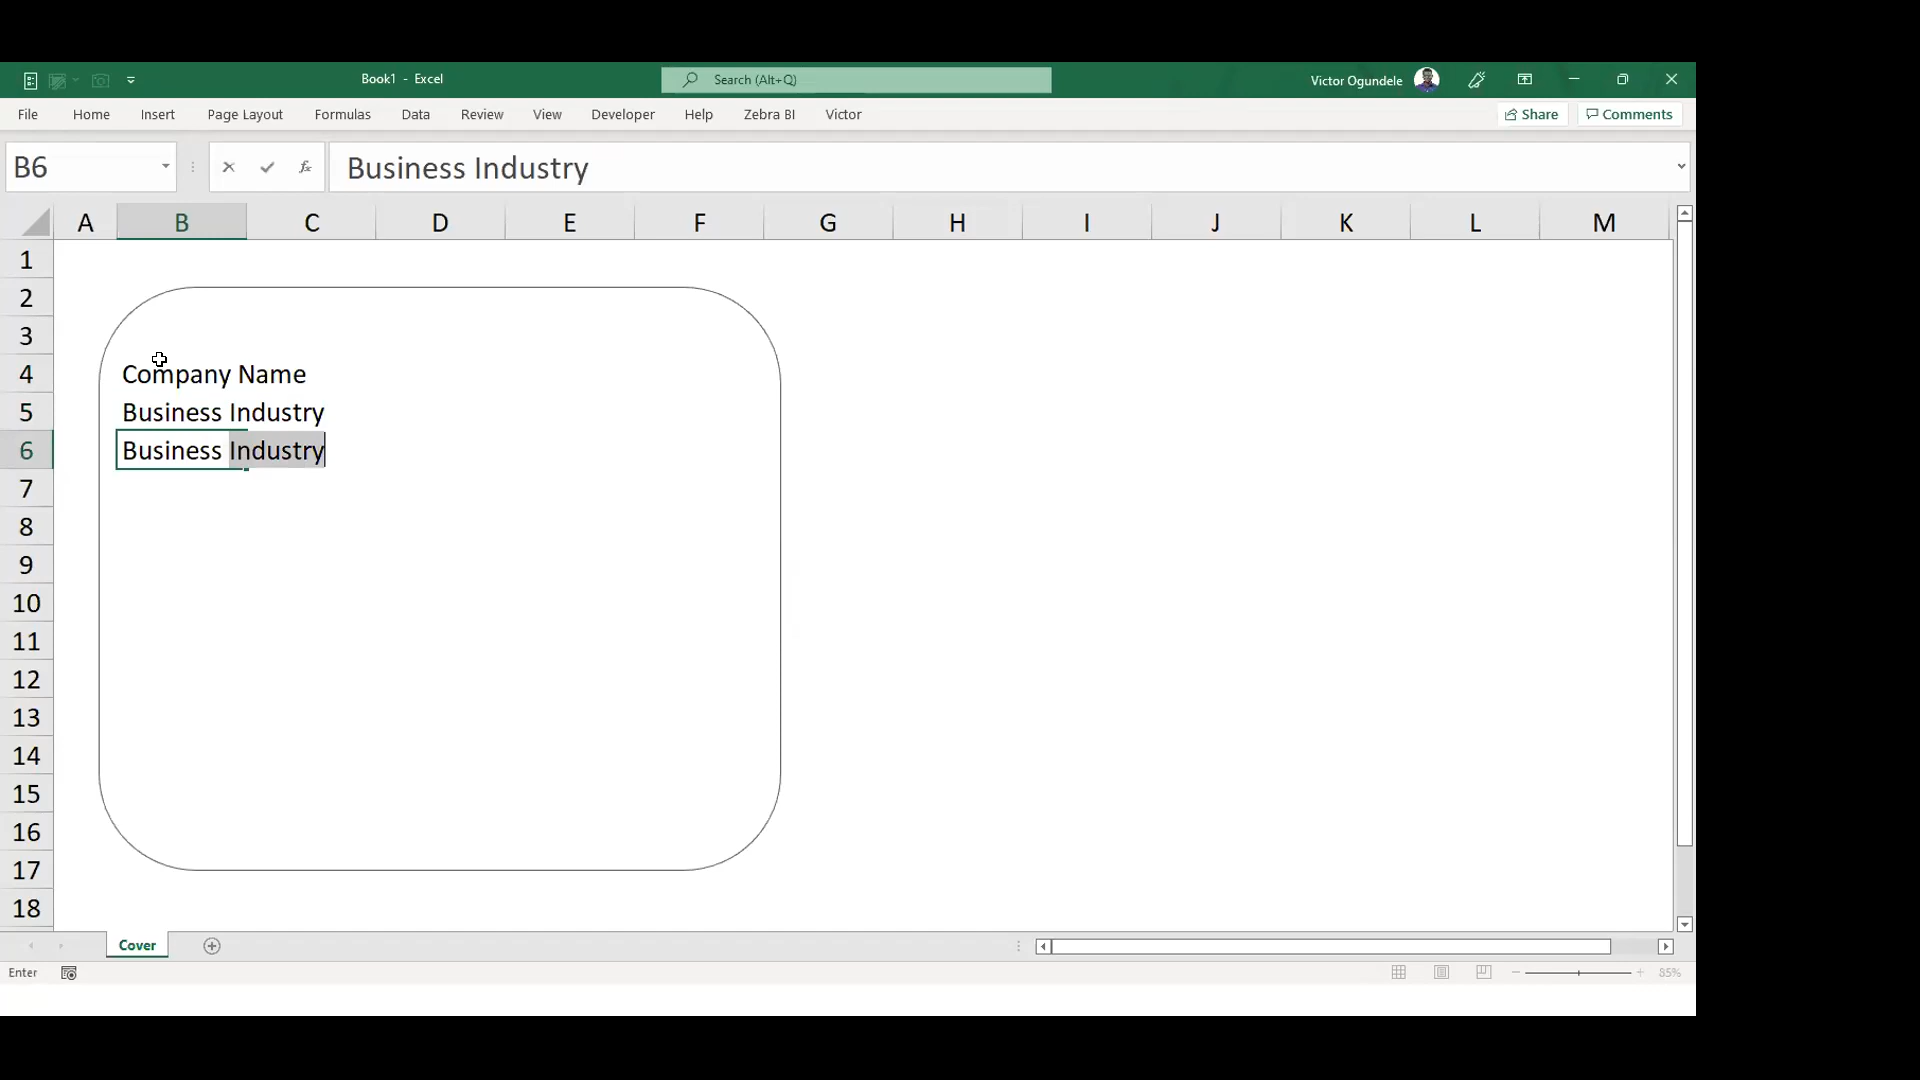 Book1 - Excel
Search (Alt+Q)
Victor Ogundele
File Home Insert Page Layout Formulas Data Review View Developer Help Zebra BI Victor Share Comments
B6 fx Business Industry
A B C D E F G H I J K L M
1
2
3
4 Company Name
5 Business Industry
6 Business Industry
7
8
9
10
11
12
13
14
15
16
17
18
Cover
Enter 85%